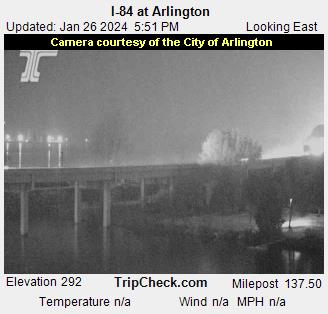 I-84 at Arlington
Updated: Jan 26 2024 5:51 PM Looking East
Camera courtesy of the City of Arlington
Elevation 292 TripCheck.com Milepost 137.50
Temperature n/a Wind n/a MPH n/a